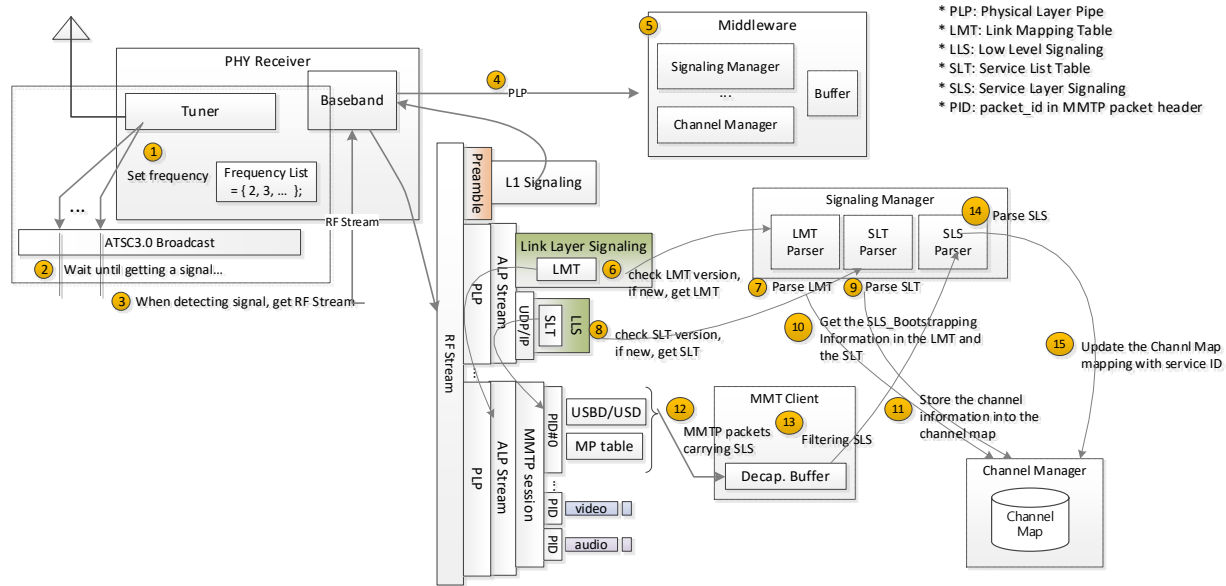 * PLP: Physical Layer Pipe
* LMT: Link Mapping Table
* LLS: Low Level Signaling
* SLT: Service List Table
* SLS: Service Layer Signaling
* PID: packet_id in MMTP packet header
PHY Receiver
Tuner
Baseband
1
Set frequency
Frequency List
= { 2, 3, ... };
...
ATSC3.0 Broadcast
2
Wait until getting a signal...
3
When detecting signal, get RF Stream
RF Stream
4
PLP
5
Middleware
Signaling Manager
...
Channel Manager
Buffer
RF Stream
Preamble
L1 Signaling
PLP
ALP Stream
Link Layer Signaling
LMT
6
check LMT version,
if new, get LMT
UDP/IP
SLT
LLS
8
check SLT version,
if new, get SLT
...
PLP
ALP Stream
MMTP session
PID#0
USBD/USD
MP table
...
PID
video
PID
audio
12
MMTP packets
carrying SLS
MMT Client
13
Filtering SLS
Decap. Buffer
Signaling Manager
LMT
Parser
SLT
Parser
SLS
Parser
14
Parse SLS
7
Parse LMT
9
Parse SLT
10
Get the SLS_Bootstrapping
Information in the LMT and
the SLT
11
Store the channel
information into the
channel map
15
Update the Channl Map
mapping with service ID
Channel Manager
Channel
Map